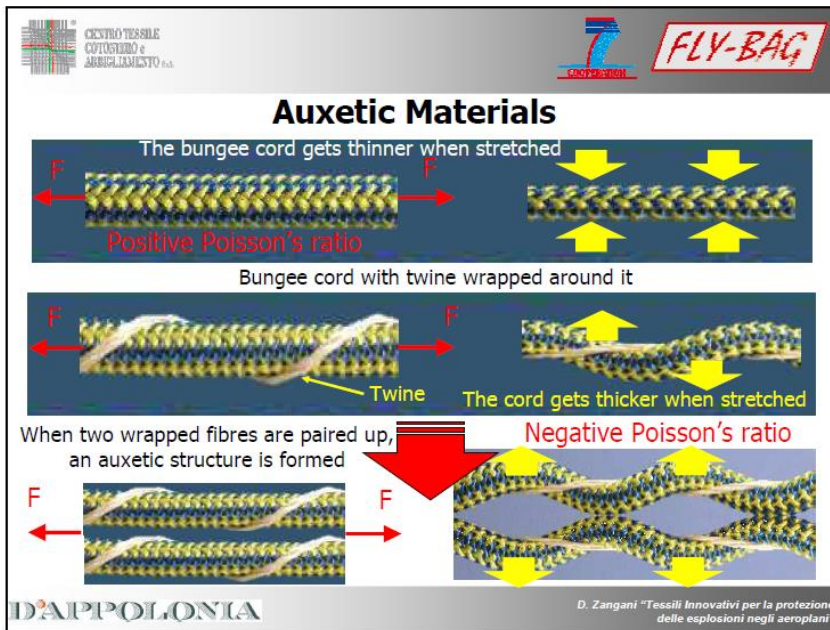 CENTRO TESSILE
COTONIERO e
ABBIGLIAMENTO S.p.A.
7
COOPERATION
FLY-BAG
Auxetic Materials
The bungee cord gets thinner when stretched
F
F
Positive Poisson's ratio
Bungee cord with twine wrapped around it
F
F
Twine
The cord gets thicker when stretched
When two wrapped fibres are paired up,
an auxetic structure is formed
Negative Poisson's ratio
F
F
D'APPOLONIA
D. Zangani "Tessili Innovativi per la protezione
delle esplosioni negli aeroplani